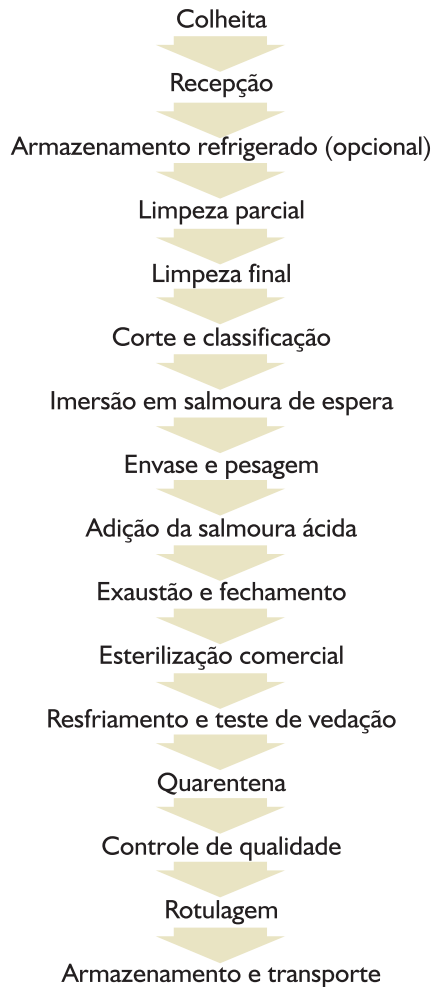 Colheita
Recepção
Armazenamento refrigerado (opcional)
Limpeza parcial
Limpeza final
Corte e classificação
Imersão em salmoura de espera
Envase e pesagem
Adição da salmoura ácida
Exaustão e fechamento
Esterilização comercial
Resfriamento e teste de vedação
Quarentena
Controle de qualidade
Rotulagem
Armazenamento e transporte